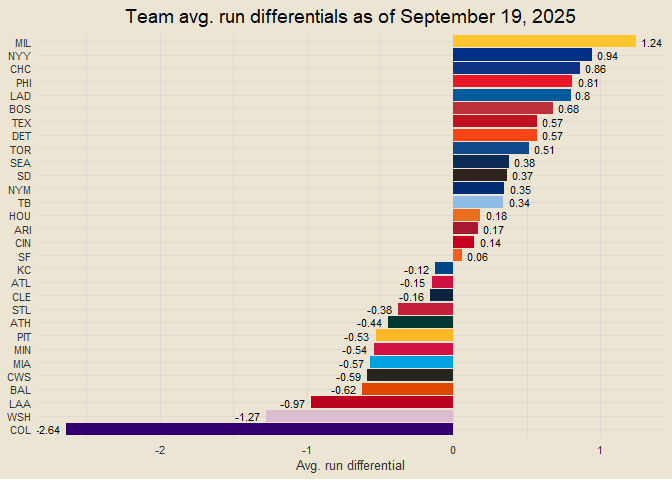 Team avg. run differentials as of September 19, 2025
MIL 1.24
NYY 0.94
CHC 0.86
PHI 0.81
LAD 0.8
BOS 0.68
TEX 0.57
DET 0.57
TOR 0.51
SEA 0.38
SD 0.37
NYM 0.35
TB 0.34
HOU 0.18
ARI 0.17
CIN 0.14
SF 0.06
KC -0.12
ATL -0.15
CLE -0.16
STL -0.38
ATH -0.44
PIT -0.53
MIN -0.54
MIA -0.57
CWS -0.59
BAL -0.62
LAA -0.97
WSH -1.27
COL -2.64
-2 -1 0 1
Avg. run differential